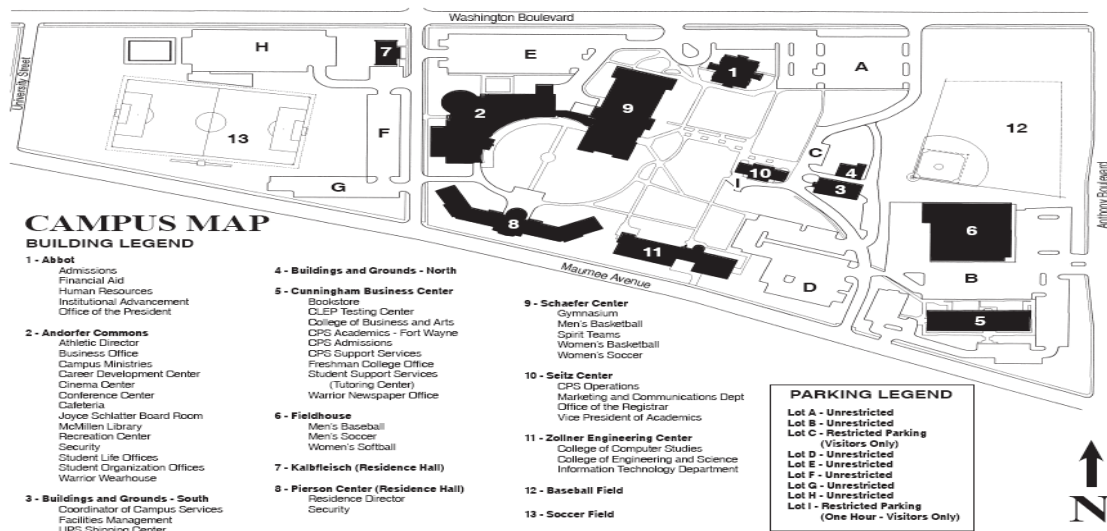 Washington Boulevard
University Street
H
7
E
1
A
2
9
13
F
12
C
10
4
I
3
G
8
11
6
Anthony Boulevard
Maumee Avenue
D
B
5
CAMPUS MAP
BUILDING LEGEND
1 - Abbot
Admissions
Financial Aid
Human Resources
Institutional Advancement
Office of the President
2 - Andorfer Commons
Athletic Director
Business Office
Campus Ministries
Career Development Center
Cinema Center
Conference Center
Cafeteria
Joyce Schlatter Board Room
McMillen Library
Recreation Center
Security
Student Life Offices
Student Organization Offices
Warrior Wearhouse
3 - Buildings and Grounds - South
Coordinator of Campus Services
Facilities Management
UPS Shipping Center
4 - Buildings and Grounds - North
5 - Cunningham Business Center
Bookstore
CLEP Testing Center
College of Business and Arts
CPS Academics - Fort Wayne
CPS Admissions
CPS Support Services
Freshman College Office
Student Support Services
(Tutoring Center)
Warrior Newspaper Office
6 - Fieldhouse
Men's Baseball
Men's Soccer
Women's Softball
7 - Kalbfleisch (Residence Hall)
8 - Pierson Center (Residence Hall)
Residence Director
Security
9 - Schaefer Center
Gymnasium
Men's Basketball
Spirit Teams
Women's Basketball
Women's Soccer
10 - Seitz Center
CPS Operations
Marketing and Communications Dept
Office of the Registrar
Vice President of Academics
11 - Zollner Engineering Center
College of Computer Studies
College of Engineering and Science
Information Technology Department
12 - Baseball Field
13 - Soccer Field
PARKING LEGEND
Lot A - Unrestricted
Lot B - Unrestricted
Lot C - Restricted Parking
(Visitors Only)
Lot D - Unrestricted
Lot E - Unrestricted
Lot F - Unrestricted
Lot G - Unrestricted
Lot H - Unrestricted
Lot I - Restricted Parking
(One Hour - Visitors Only)
N